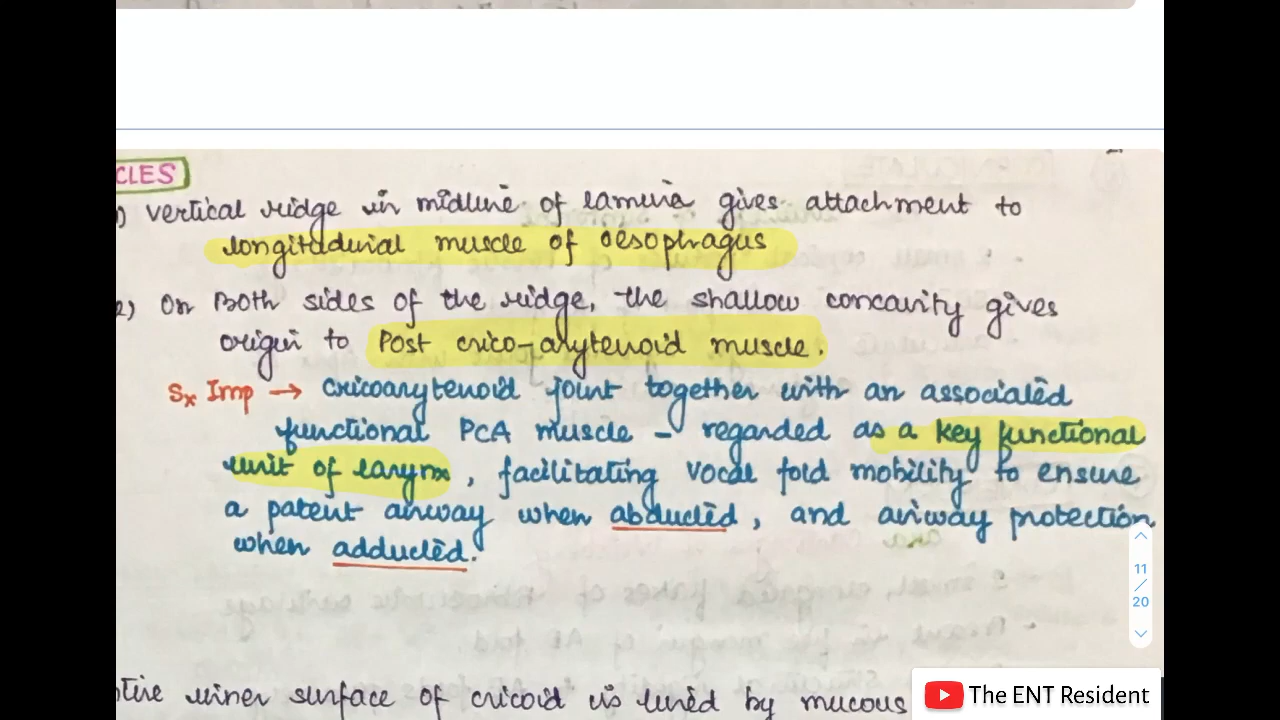 CLES
1) Vertical ridge in midline of lamina gives attachment to
longitudinal muscle of oesophagus
2) On Both sides of the ridge, the shallow concavity gives
origin to Post crico-arytenoid muscle.
Sx Imp → cricoarytenoid joint together with an associated
functional PCA muscle - regarded as a key functional
unit of larynx, facilitating vocal fold mobility to ensure
a patent airway when abducted, and airway protection
when adducted.
11
/
20
inner surface of cricoid is lined by mucous
The ENT Resident